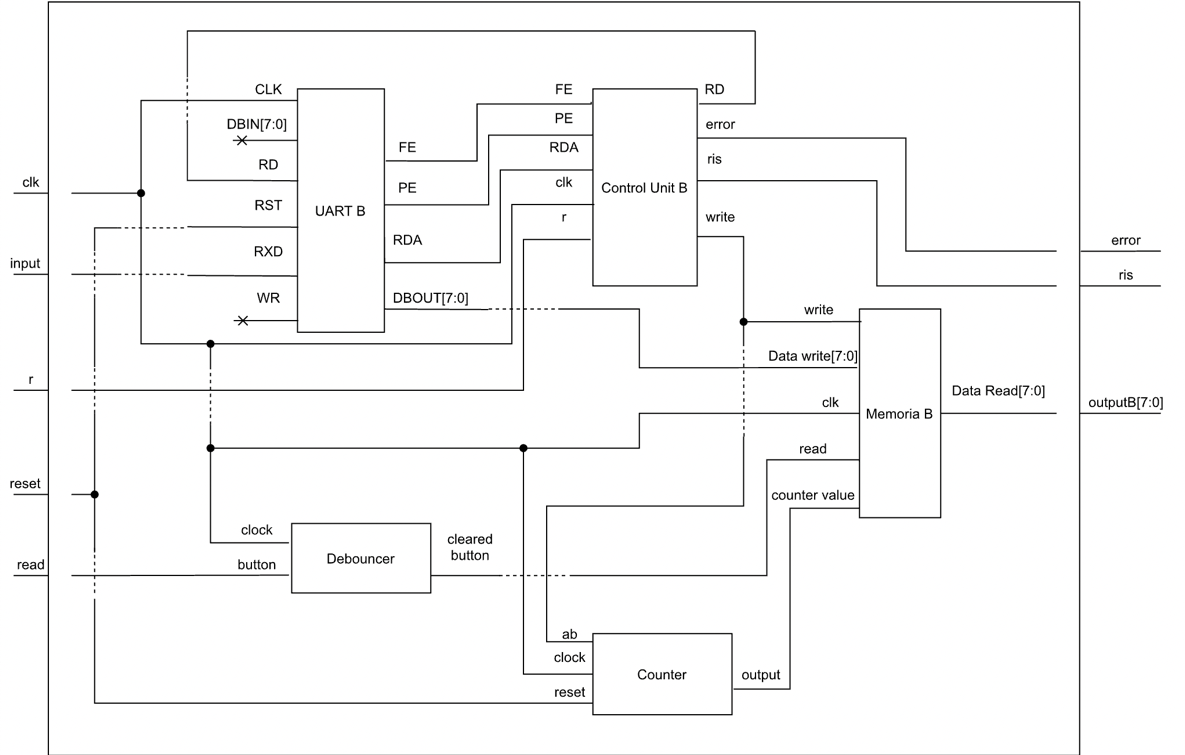 CLK
DBIN[7:0]
RD
RST
RXD
WR
UART B
FE
PE
RDA
DBOUT[7:0]
FE
PE
RDA
clk
r
Control Unit B
RD
error
ris
write
clk
input
r
reset
read
error
ris
outputB[7:0]
write
Data write[7:0]
clk
read
counter value
Memoria B
Data Read[7:0]
clock
button
Debouncer
cleared
button
ab
clock
reset
Counter
output